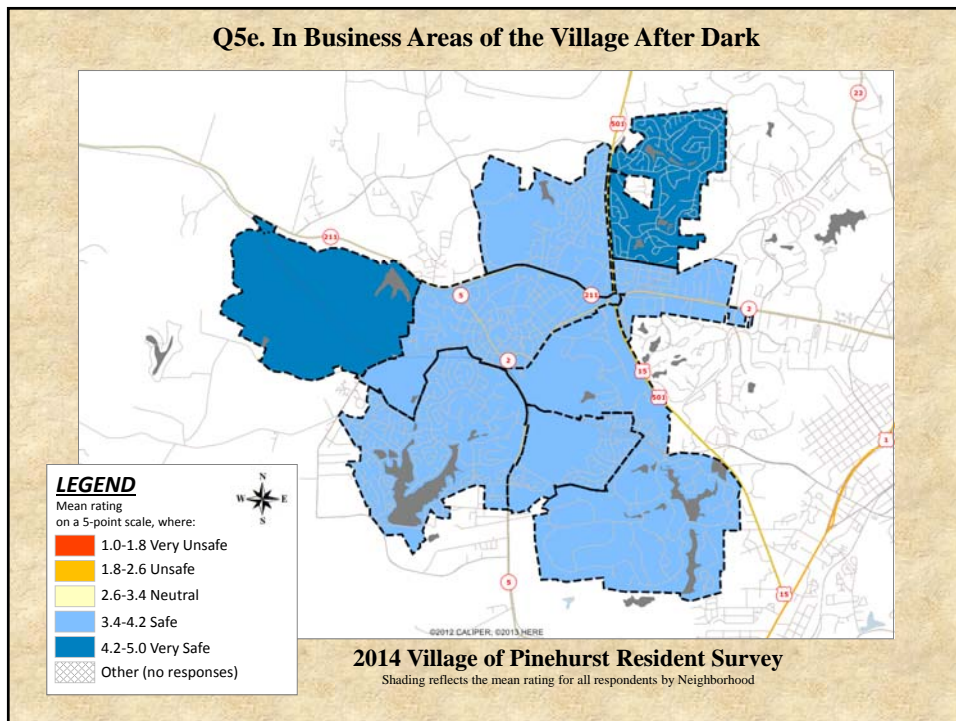 Q5e. In Business Areas of the Village After Dark
22
501
211
5
211
2
2
15
501
1
5
15
LEGEND
Mean rating
on a 5-point scale, where:
N
W E
S
1.0-1.8 Very Unsafe
1.8-2.6 Unsafe
2.6-3.4 Neutral
3.4-4.2 Safe
4.2-5.0 Very Safe
Other (no responses)
©2012 CALIPER, ©2013 HERE
2014 Village of Pinehurst Resident Survey
Shading reflects the mean rating for all respondents by Neighborhood